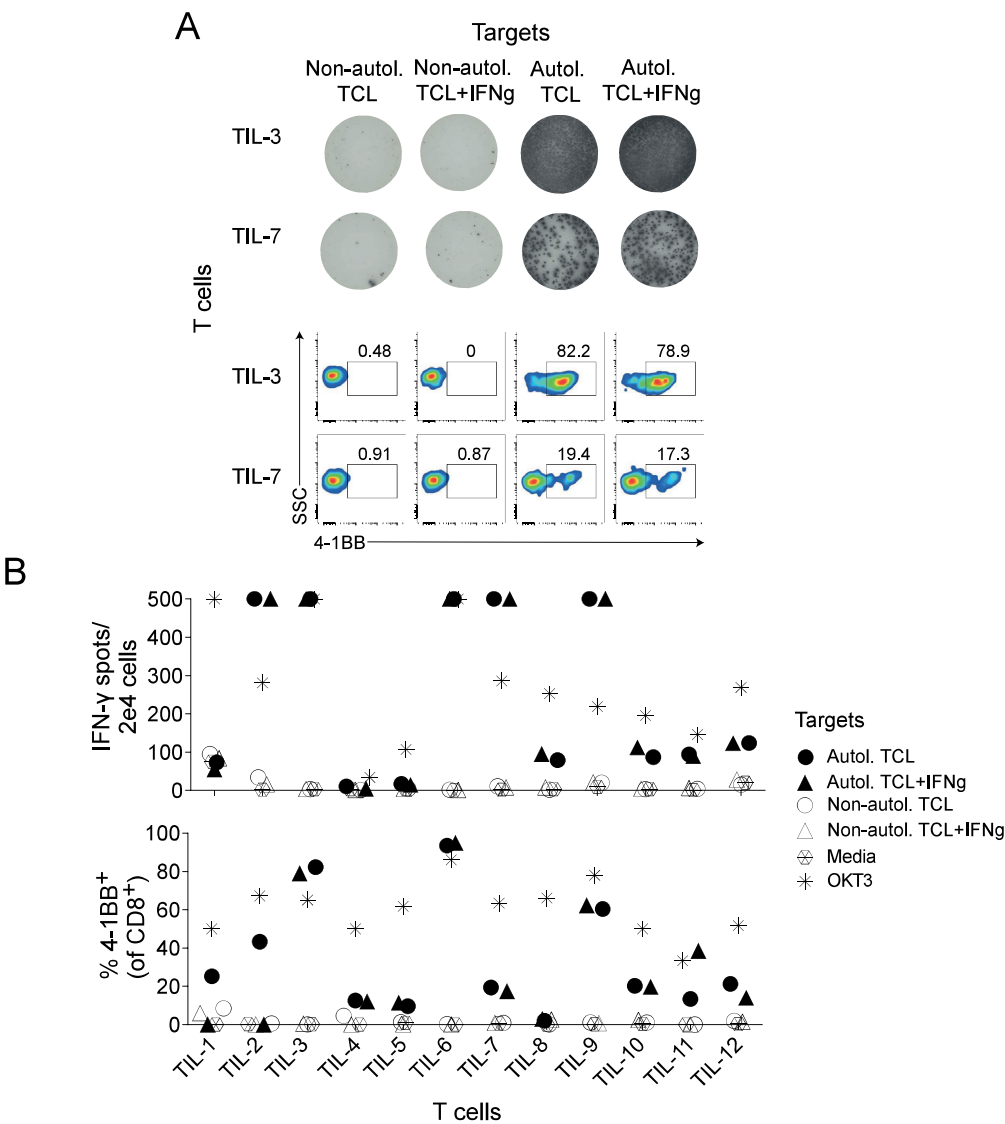 A
Targets
Non-autol. TCL
Non-autol. TCL+IFNg
Autol. TCL
Autol. TCL+IFNg
T cells
TIL-3
TIL-7
TIL-3
0.48
0
82.2
78.9
TIL-7
0.91
0.87
19.4
17.3
SSC
4-1BB
B
IFN-γ spots/
2e4 cells
500
400
300
200
100
0
% 4-1BB+
(of CD8+)
100
80
60
40
20
0
TIL-1
TIL-2
TIL-3
TIL-4
TIL-5
TIL-6
TIL-7
TIL-8
TIL-9
TIL-10
TIL-11
TIL-12
T cells
Targets
Autol. TCL
Autol. TCL+IFNg
Non-autol. TCL
Non-autol. TCL+IFNg
Media
OKT3